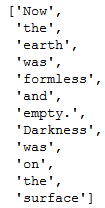 ['Now',
'the',
'earth',
'was',
'formless',
'and',
'empty.',
'Darkness',
'was',
'on',
'the',
'surface']